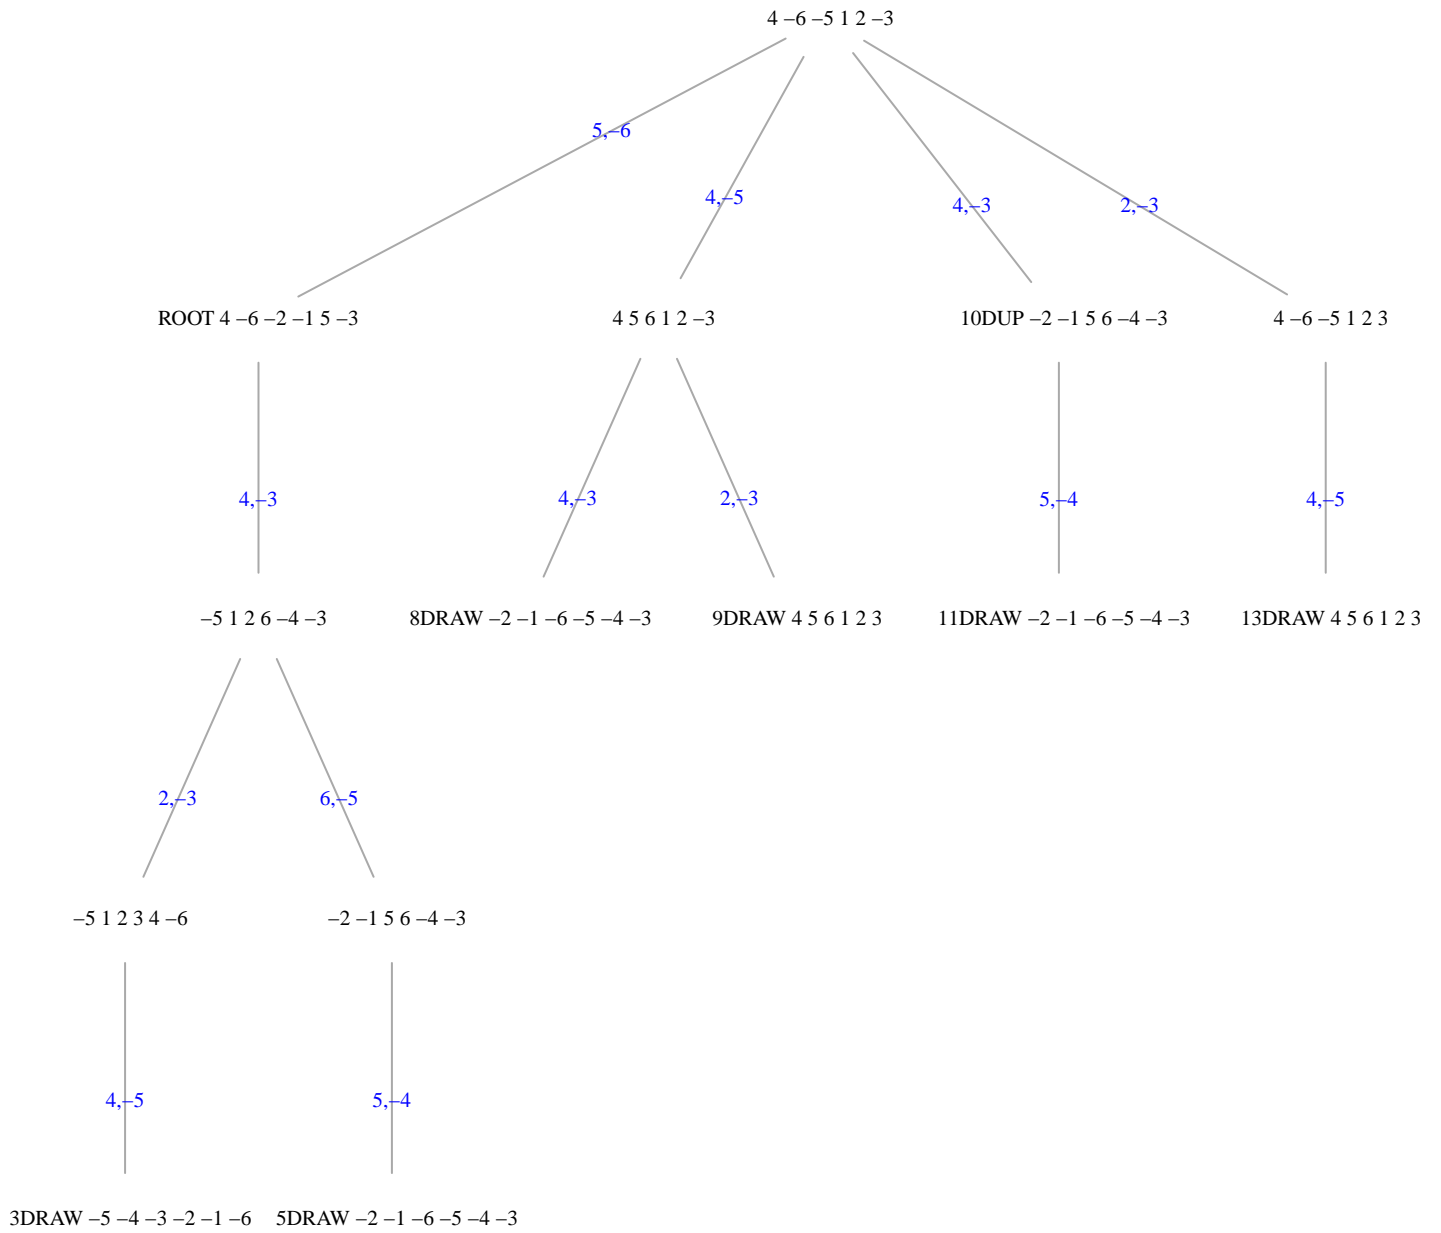 4 –6 –5 1 2 –3
5,–6
4,–5
4,–3
2,–3
ROOT 4 –6 –2 –1 5 –3
4 5 6 1 2 –3
10DUP –2 –1 5 6 –4 –3
4 –6 –5 1 2 3
4,–3
4,–3
2,–3
5,–4
4,–5
–5 1 2 6 –4 –3
8DRAW –2 –1 –6 –5 –4 –3
9DRAW 4 5 6 1 2 3
11DRAW –2 –1 –6 –5 –4 –3
13DRAW 4 5 6 1 2 3
2,–3
6,–5
–5 1 2 3 4 –6
–2 –1 5 6 –4 –3
4,–5
5,–4
3DRAW –5 –4 –3 –2 –1 –6
5DRAW –2 –1 –6 –5 –4 –3